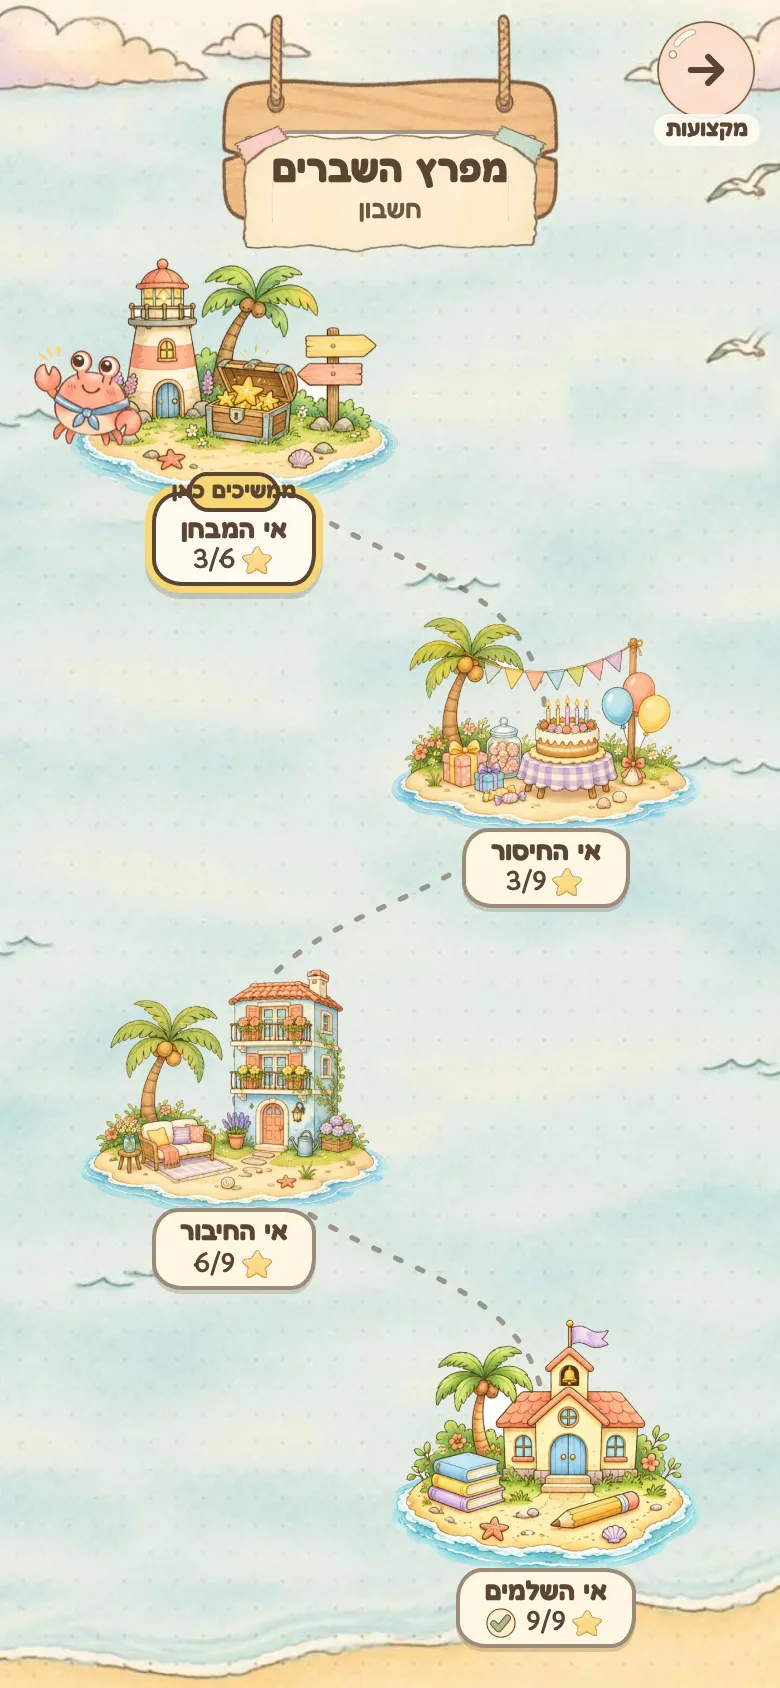 מקצועות
מפרץ השברים
חשבון
ממשיכים כאן
אי המבחן
3/6
אי החיסור
3/9
אי החיבור
6/9
אי השלמים
9/9